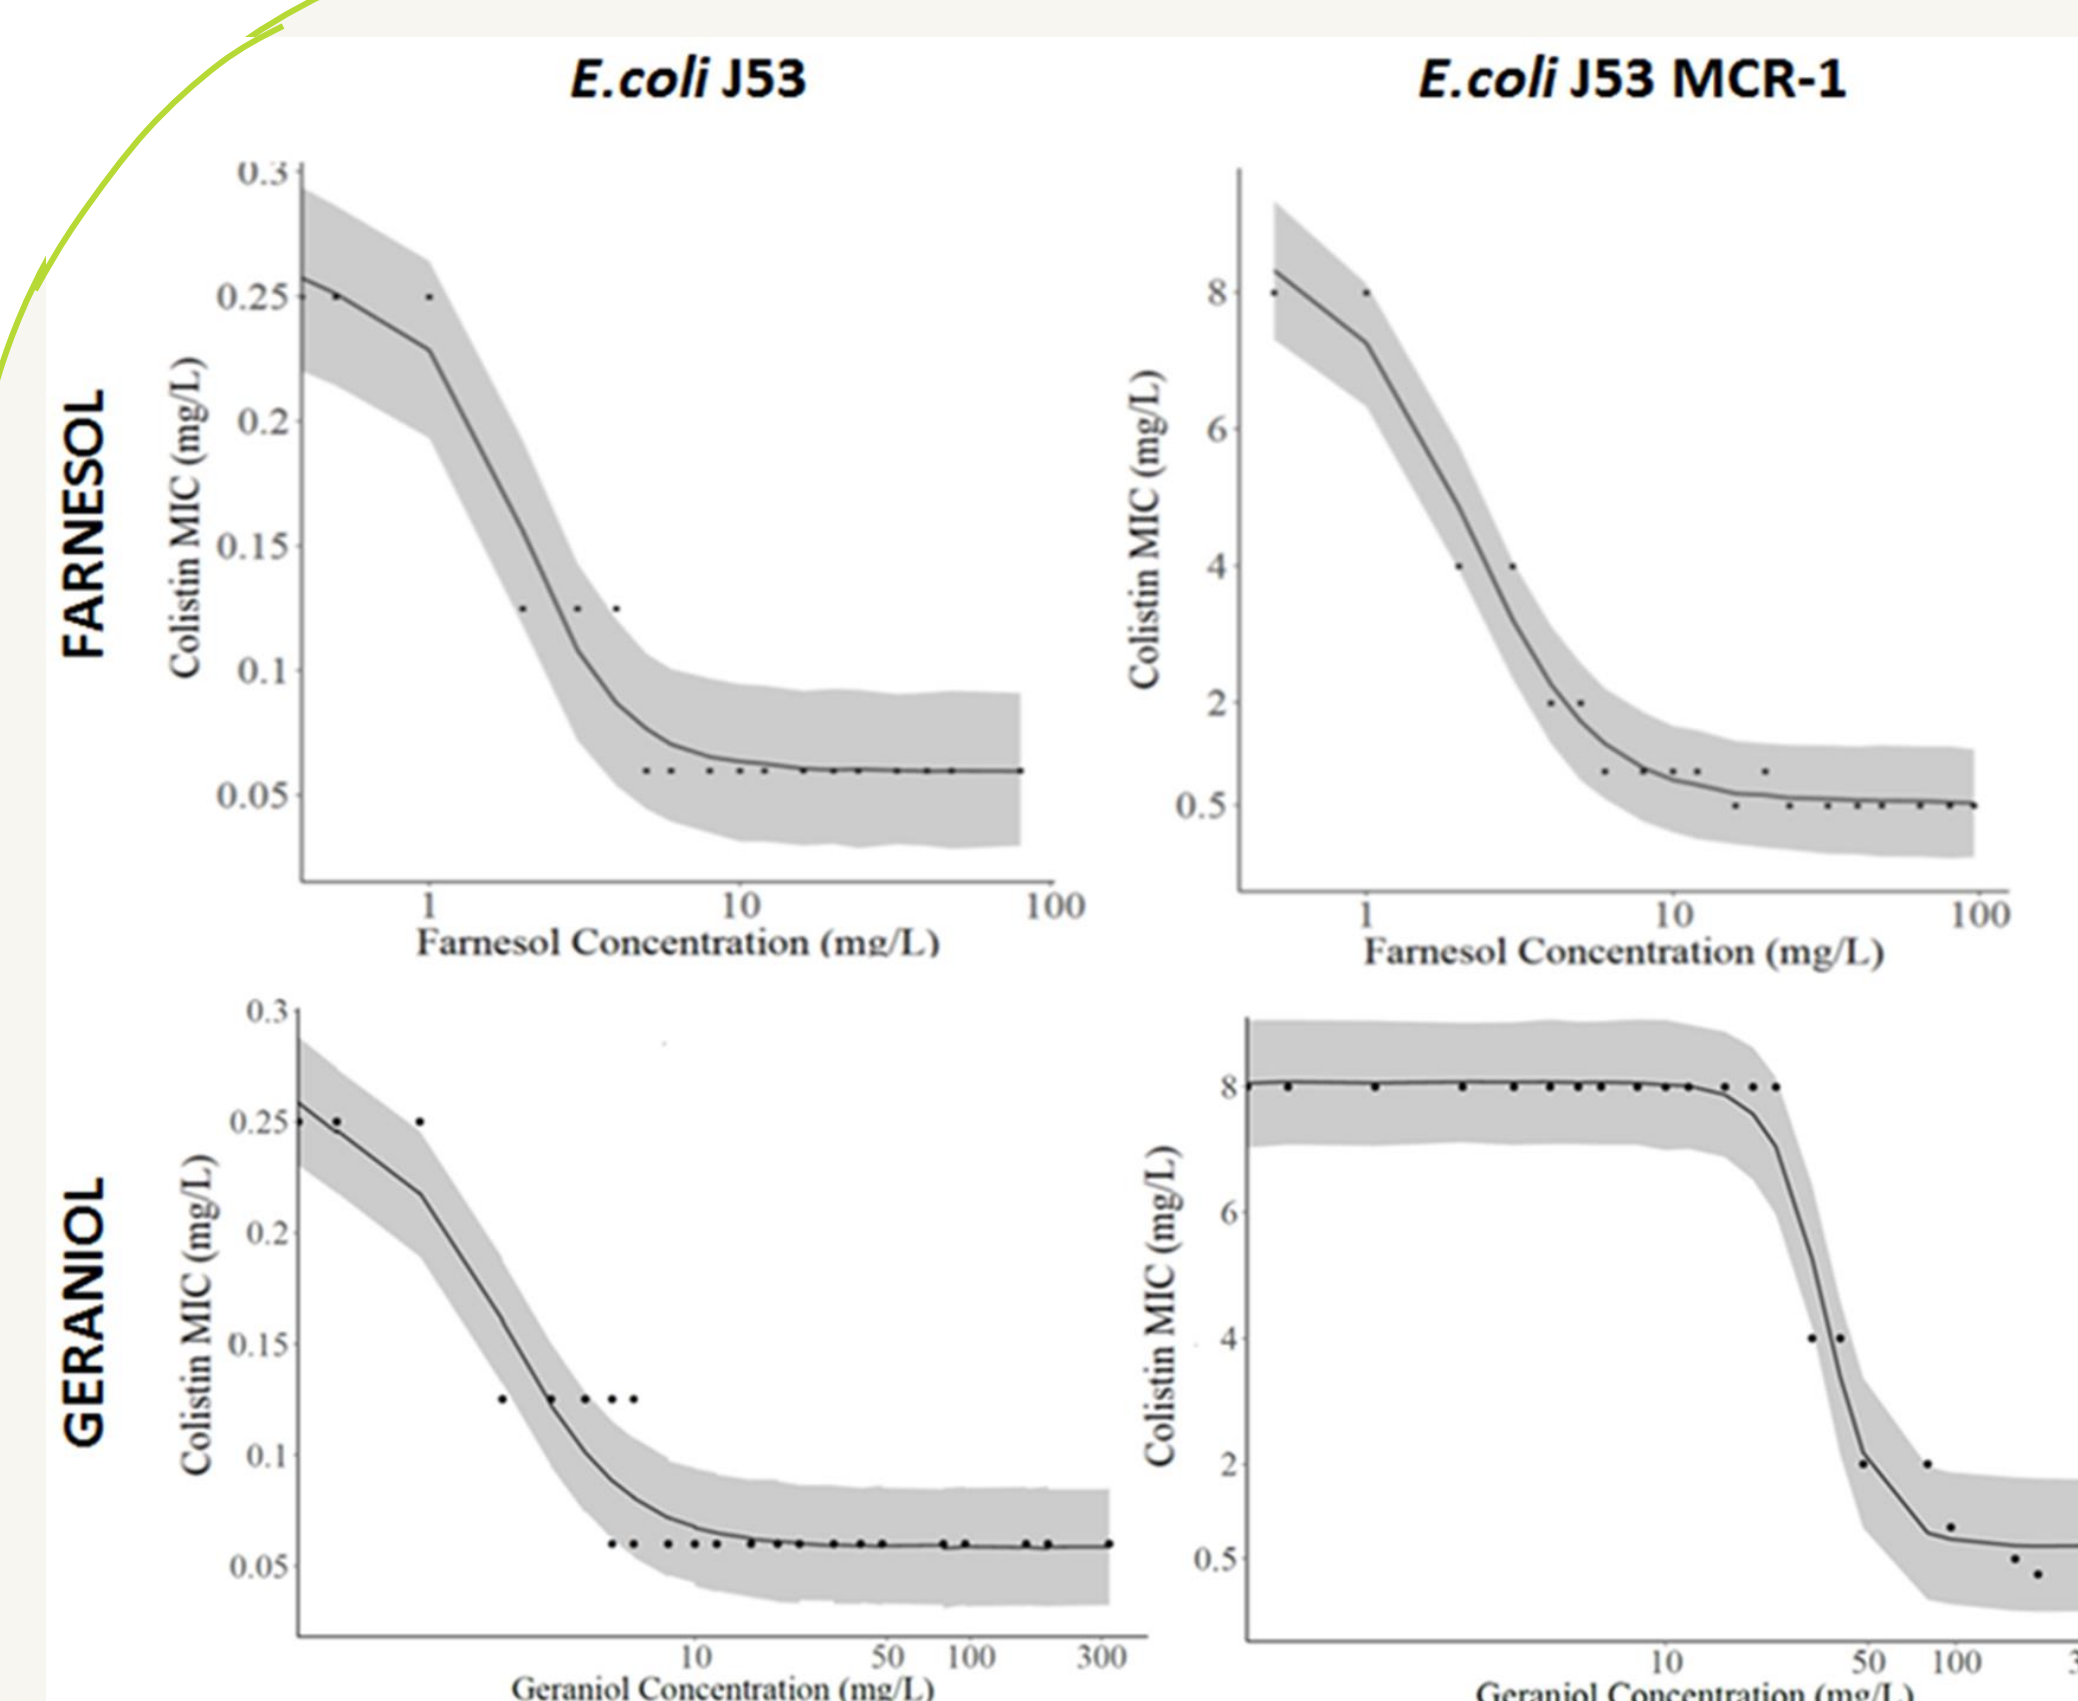 E.coli J53
E.coli J53 MCR-1
FARNESOL
Colistin MIC (mg/L)
0.3
0.25
0.2
0.15
0.1
0.05
1 10 100
Farnesol Concentration (mg/L)
Colistin MIC (mg/L)
8
6
4
2
0.5
1 10 100
Farnesol Concentration (mg/L)
GERANIOL
Colistin MIC (mg/L)
0.3
0.25
0.2
0.15
0.1
0.05
10 50 100 300
Geraniol Concentration (mg/L)
Colistin MIC (mg/L)
8
6
4
2
0.5
10 50 100
Geraniol Concentration (mg/L)